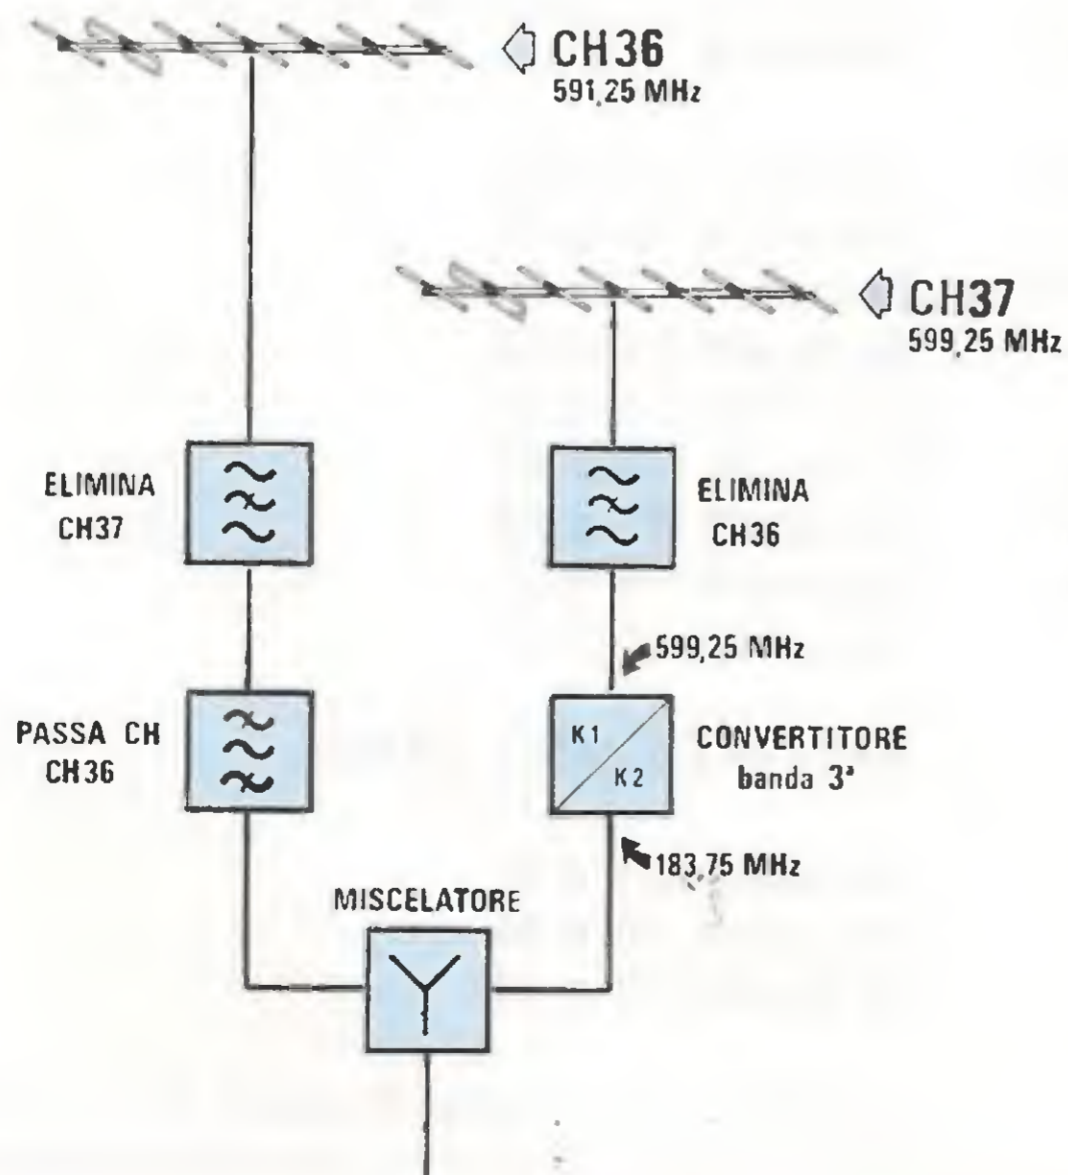 CH36
591,25 MHz
CH37
599,25 MHz
ELIMINA
CH37
ELIMINA
CH36
599,25 MHz
PASSA CH
CH36
K1
K2
CONVERTITORE
banda 3ª
183,75 MHz
MISCELATORE